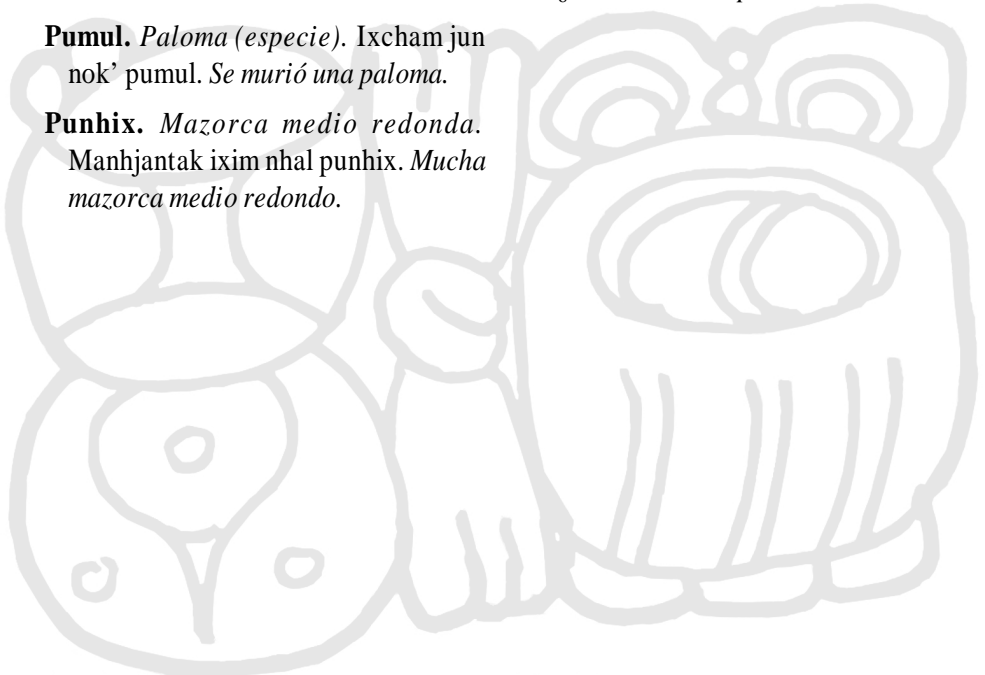 Pumul. Paloma (especie). Ixcham jun
nok’ pumul. Se murió una paloma.
Punhix. Mazorca medio redonda.
Manhjantak ixim nhal punhix. Mucha
mazorca medio redondo.